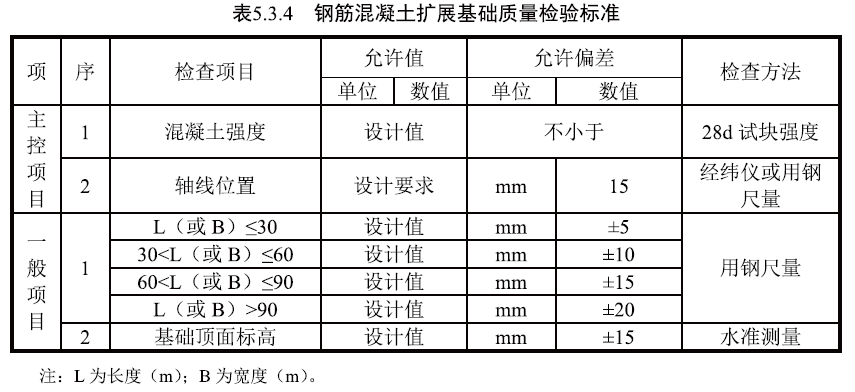 表5.3.4 钢筋混凝土扩展基础质量检验标准
项 序 检查项目 允许值 允许偏差 检查方法
单位 数值 单位 数值
主控项目 1 混凝土强度 设计值 不小于 28d 试块强度
2 轴线位置 设计要求 mm 15 经纬仪或用钢尺量
一般项目 1 L（或 B）≤30 设计值 mm ±5 用钢尺量
30<L（或 B）≤60 设计值 mm ±10
60<L（或 B）≤90 设计值 mm ±15
L（或 B）>90 设计值 mm ±20
2 基础顶面标高 设计值 mm ±15 水准测量
注：L 为长度（m）；B 为宽度（m）。